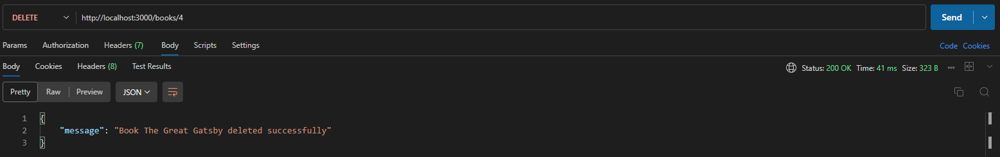 DELETE http://localhost:3000/books/4 Send
Params Authorization Headers (7) Body Scripts Settings Code Cookies
Body Cookies Headers (8) Test Results Status: 200 OK Time: 41 ms Size: 323 B
Pretty Raw Preview JSON
1 {
2 "message": "Book The Great Gatsby deleted successfully"
3 }